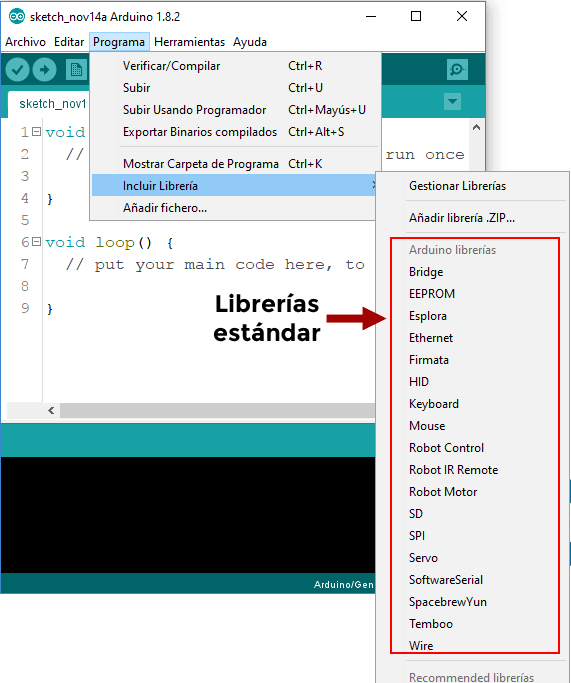 sketch_nov14a Arduino 1.8.2
Archivo Editar Programa Herramientas Ayuda
Verificar/Compilar Ctrl+R
Subir Ctrl+U
Subir Usando Programador Ctrl+Mayús+U
Exportar Binarios compilados Ctrl+Alt+S
Mostrar Carpeta de Programa Ctrl+K
Incluir Librería
Añadir fichero...
sketch_nov1
1 void
2 // run once
3
4 }
5
6 void loop() {
7 // put your main code here, to
8
9 }
Gestionar Librerías
Añadir librería .ZIP...
Arduino librerías
Bridge
EEPROM
Esplora
Ethernet
Firmata
HID
Keyboard
Mouse
Robot Control
Robot IR Remote
Robot Motor
SD
SPI
Servo
SoftwareSerial
SpacebrewYun
Temboo
Wire
Recommended librerías
Librerías
estándar
Arduino/Gen